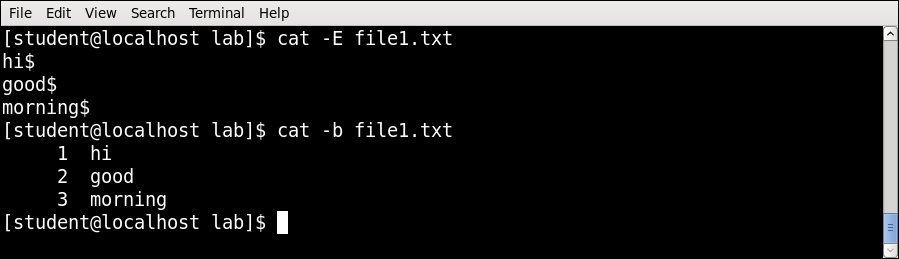 File Edit View Search Terminal Help
[student@localhost lab]$ cat -E file1.txt
hi$
good$
morning$
[student@localhost lab]$ cat -b file1.txt
     1  hi
     2  good
     3  morning
[student@localhost lab]$